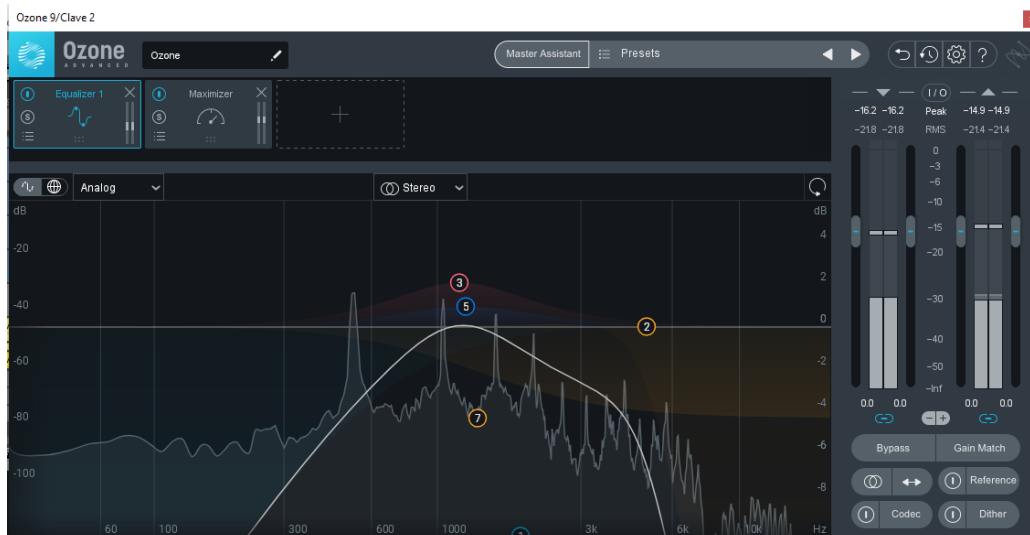 Ozone 9/Clave 2
Ozone
ADVANCED
Ozone
Master Assistant
Presets
?
Equalizer 1
S
Maximizer
S
+
I/O
-16.2 -16.2 Peak -14.9 -14.9
-21.8 -21.8 RMS -21.4 -21.4
0
-3
-6
-10
-15
-20
-30
-40
-50
-Inf
0.0 0.0 0.0 0.0
- +
Analog
Stereo
dB
dB
4
-20
2
3
-40
5
0
2
-60
-2
-4
-80
7
-6
-100
-8
60 100 300 600 1000 3k 6k 10k Hz
Bypass
Gain Match
Reference
Codec
Dither